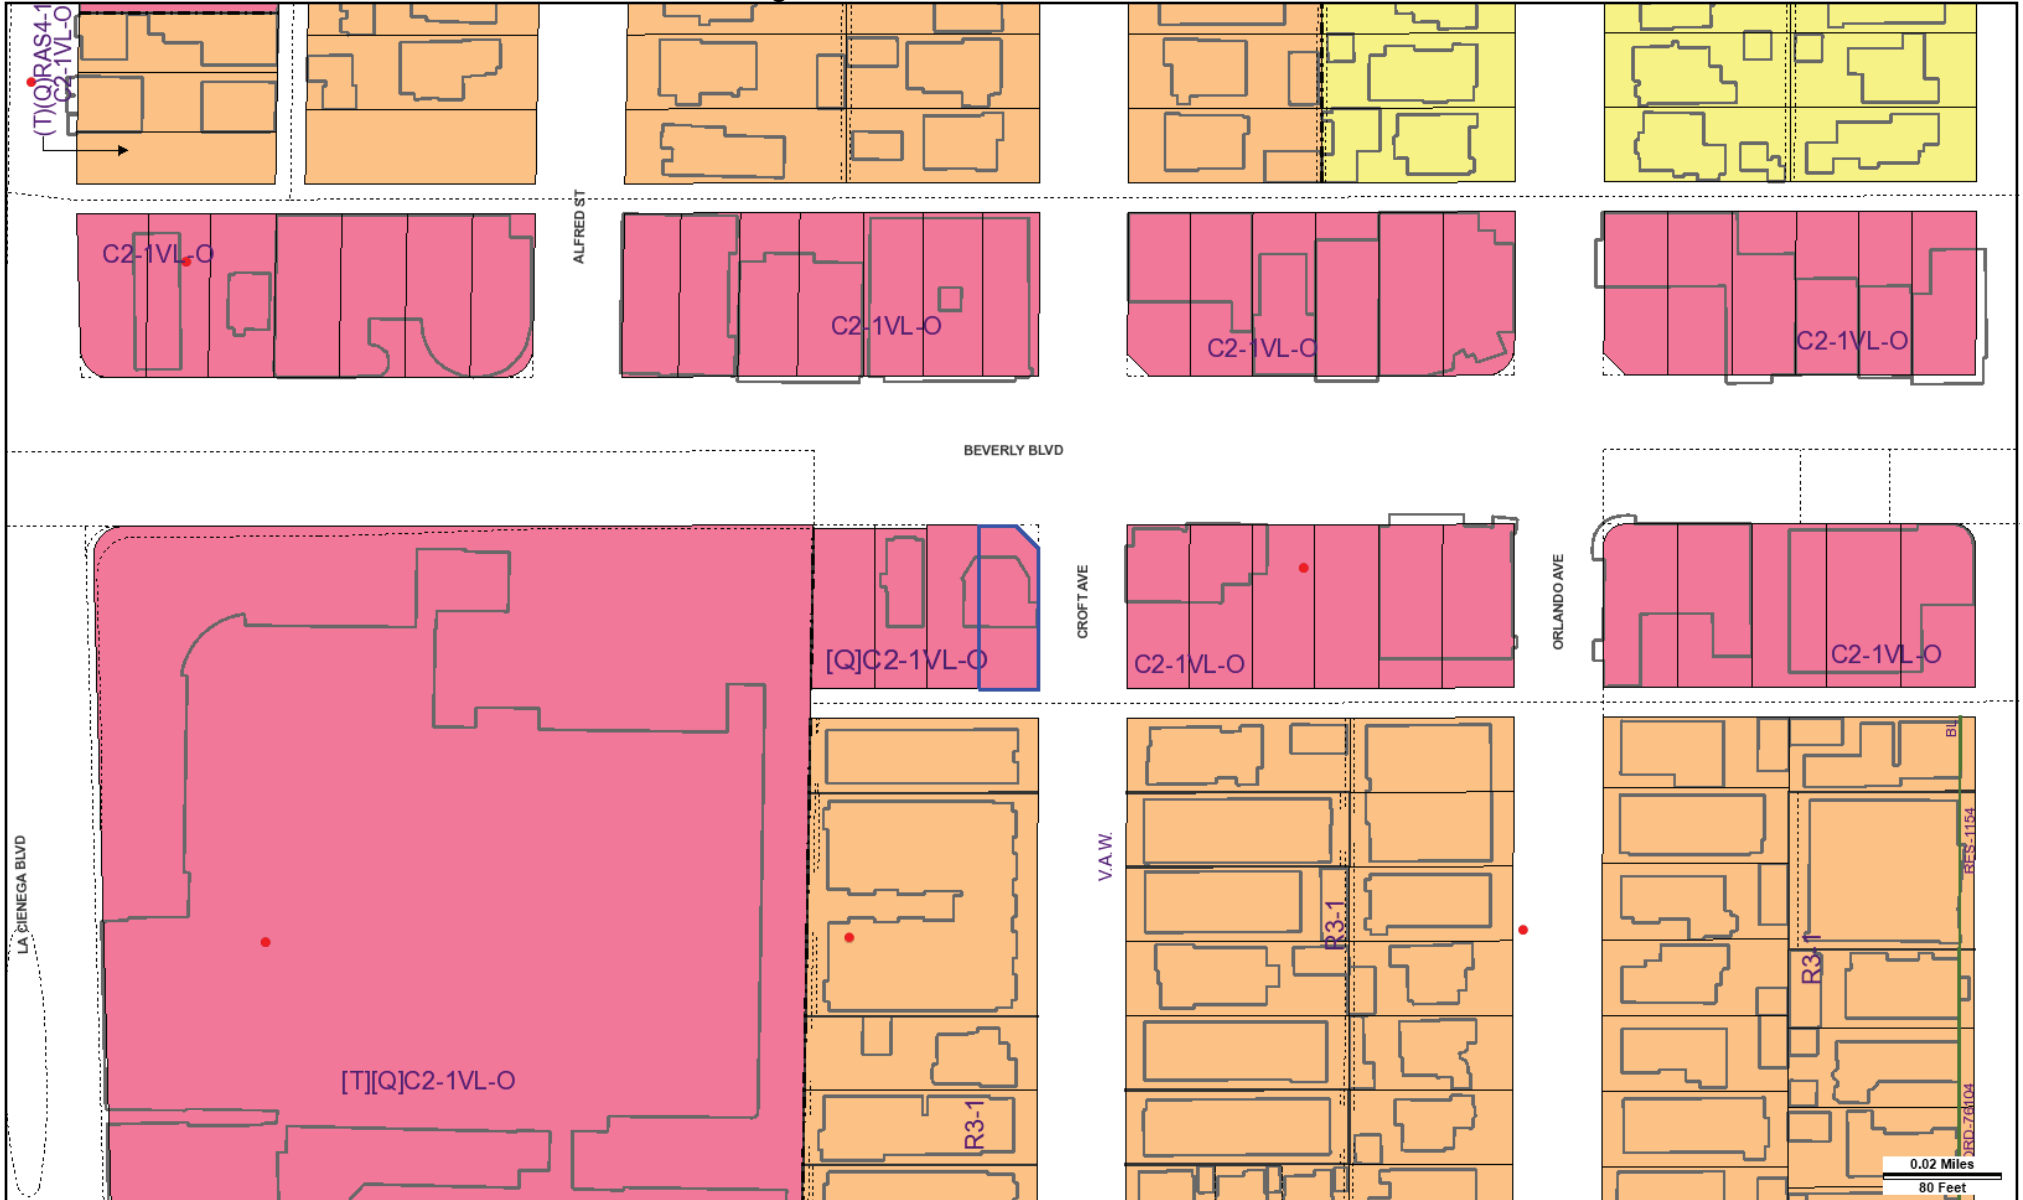 (T)(Q)RAS4-1
C2-1VL-O
C2-1VL-O
ALFRED ST
C2-1VL-O
C2-1VL-O
C2-1VL-O
BEVERLY BLVD
[Q]C2-1VL-O
CROFT AVE
C2-1VL-O
ORLANDO AVE
C2-1VL-O
BL
LA CIENEGA BLVD
V.A.W.
R3-1
R3-1
RES-1154
[T][Q]C2-1VL-O
R3-1
ORD-76104
0.02 Miles
80 Feet